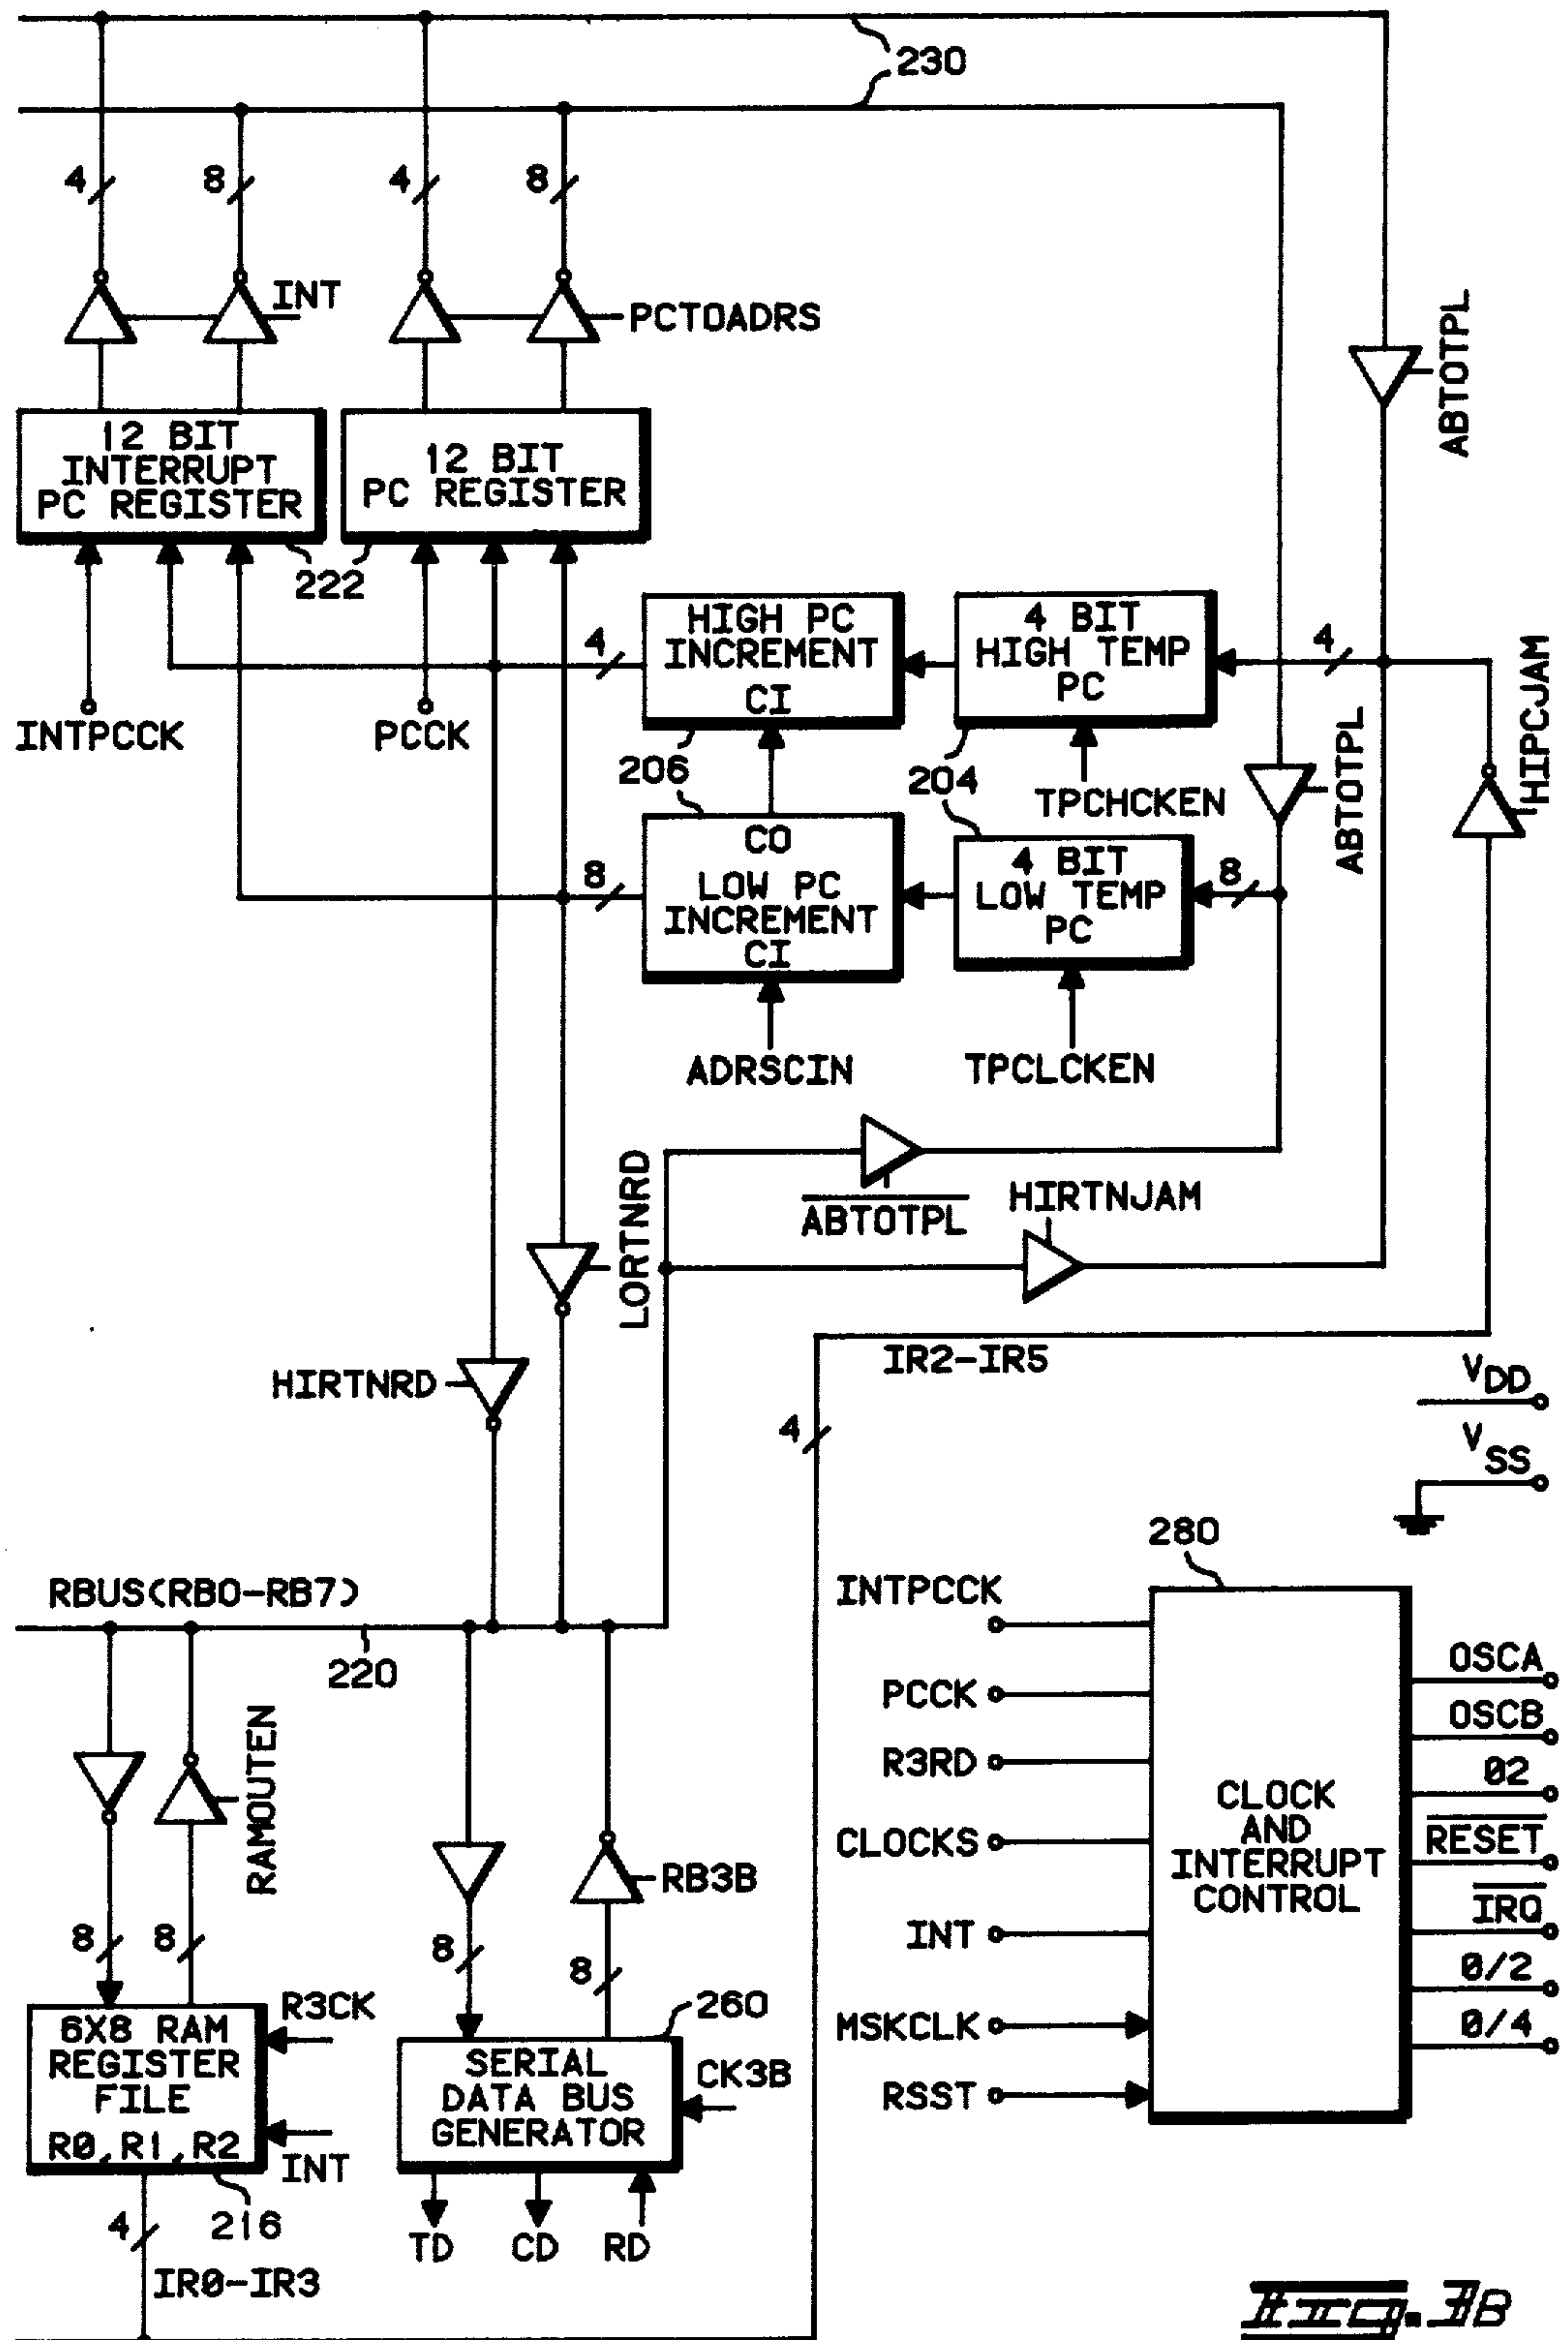 230
4
8
4
8
INT
PCTOADRS
ABTOTPL
12 BIT
INTERRUPT
PC REGISTER
12 BIT
PC REGISTER
222
INTPCCK
PCCK
4
HIGH PC
INCREMENT
CI
4 BIT
HIGH TEMP
PC
4
HIPCJAM
206
204
TPCHCKEN
ABTOTPL
8
CO
LOW PC
INCREMENT
CI
4 BIT
LOW TEMP
PC
8
ADRSCIN
TPCLCKEN
LORTNRD
ABTOTPL
HIRTNJAM
HIRTNRD
IR2-IR5
4
VDD
VSS
RBUS(RB0-RB7)
220
RAMOUTEN
RB3B
8
8
8
8
6X8 RAM
REGISTER
FILE
R0,R1,R2
R3CK
INT
216
4
IR0-IR3
260
SERIAL
DATA BUS
GENERATOR
CK3B
TD
CD
RD
280
INTPCCK
PCCK
R3RD
CLOCKS
INT
MSKCLK
RSST
CLOCK
AND
INTERRUPT
CONTROL
OSCA
OSCB
Ø2
RESET
IRQ
Ø/2
Ø/4
Fig. 3B